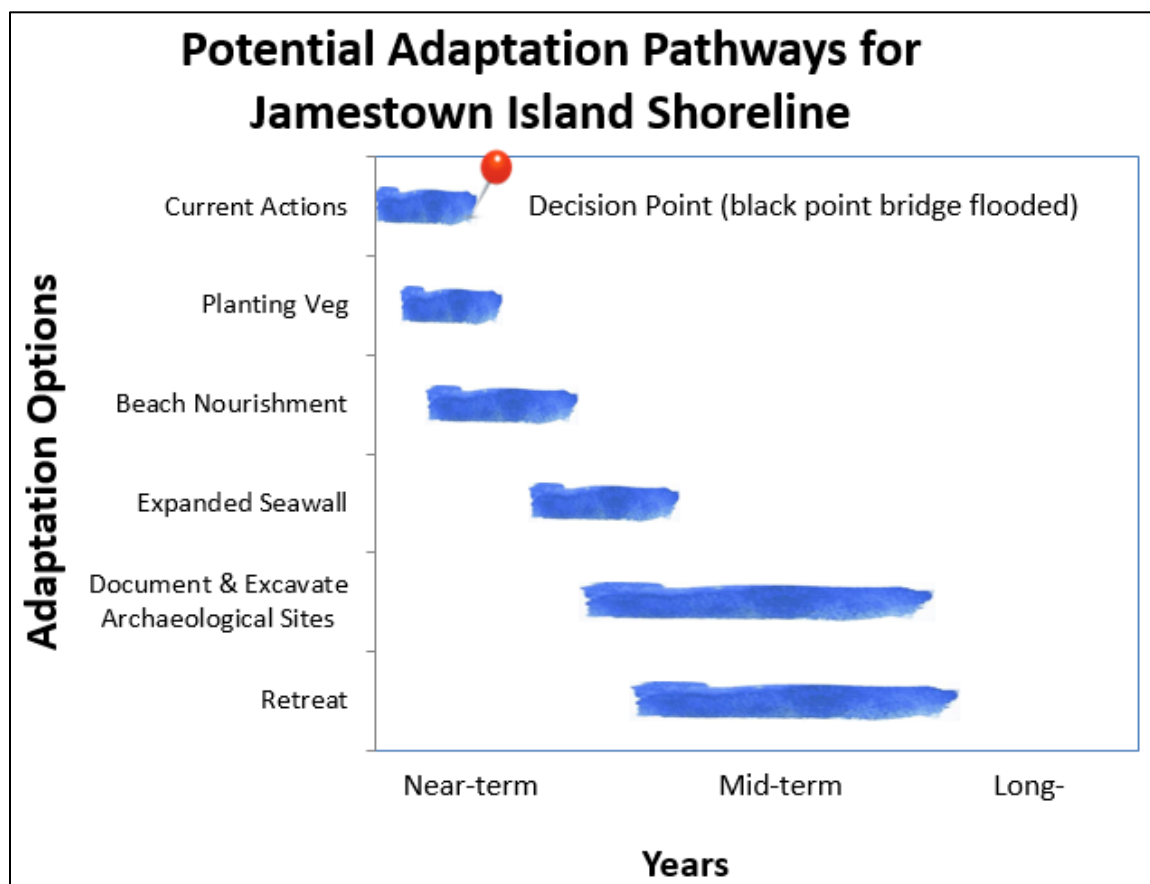 Potential Adaptation Pathways for
Jamestown Island Shoreline
Adaptation Options
Current Actions
Decision Point (black point bridge flooded)
Planting Veg
Beach Nourishment
Expanded Seawall
Document & Excavate
Archaeological Sites
Retreat
Near-term
Mid-term
Long-
Years